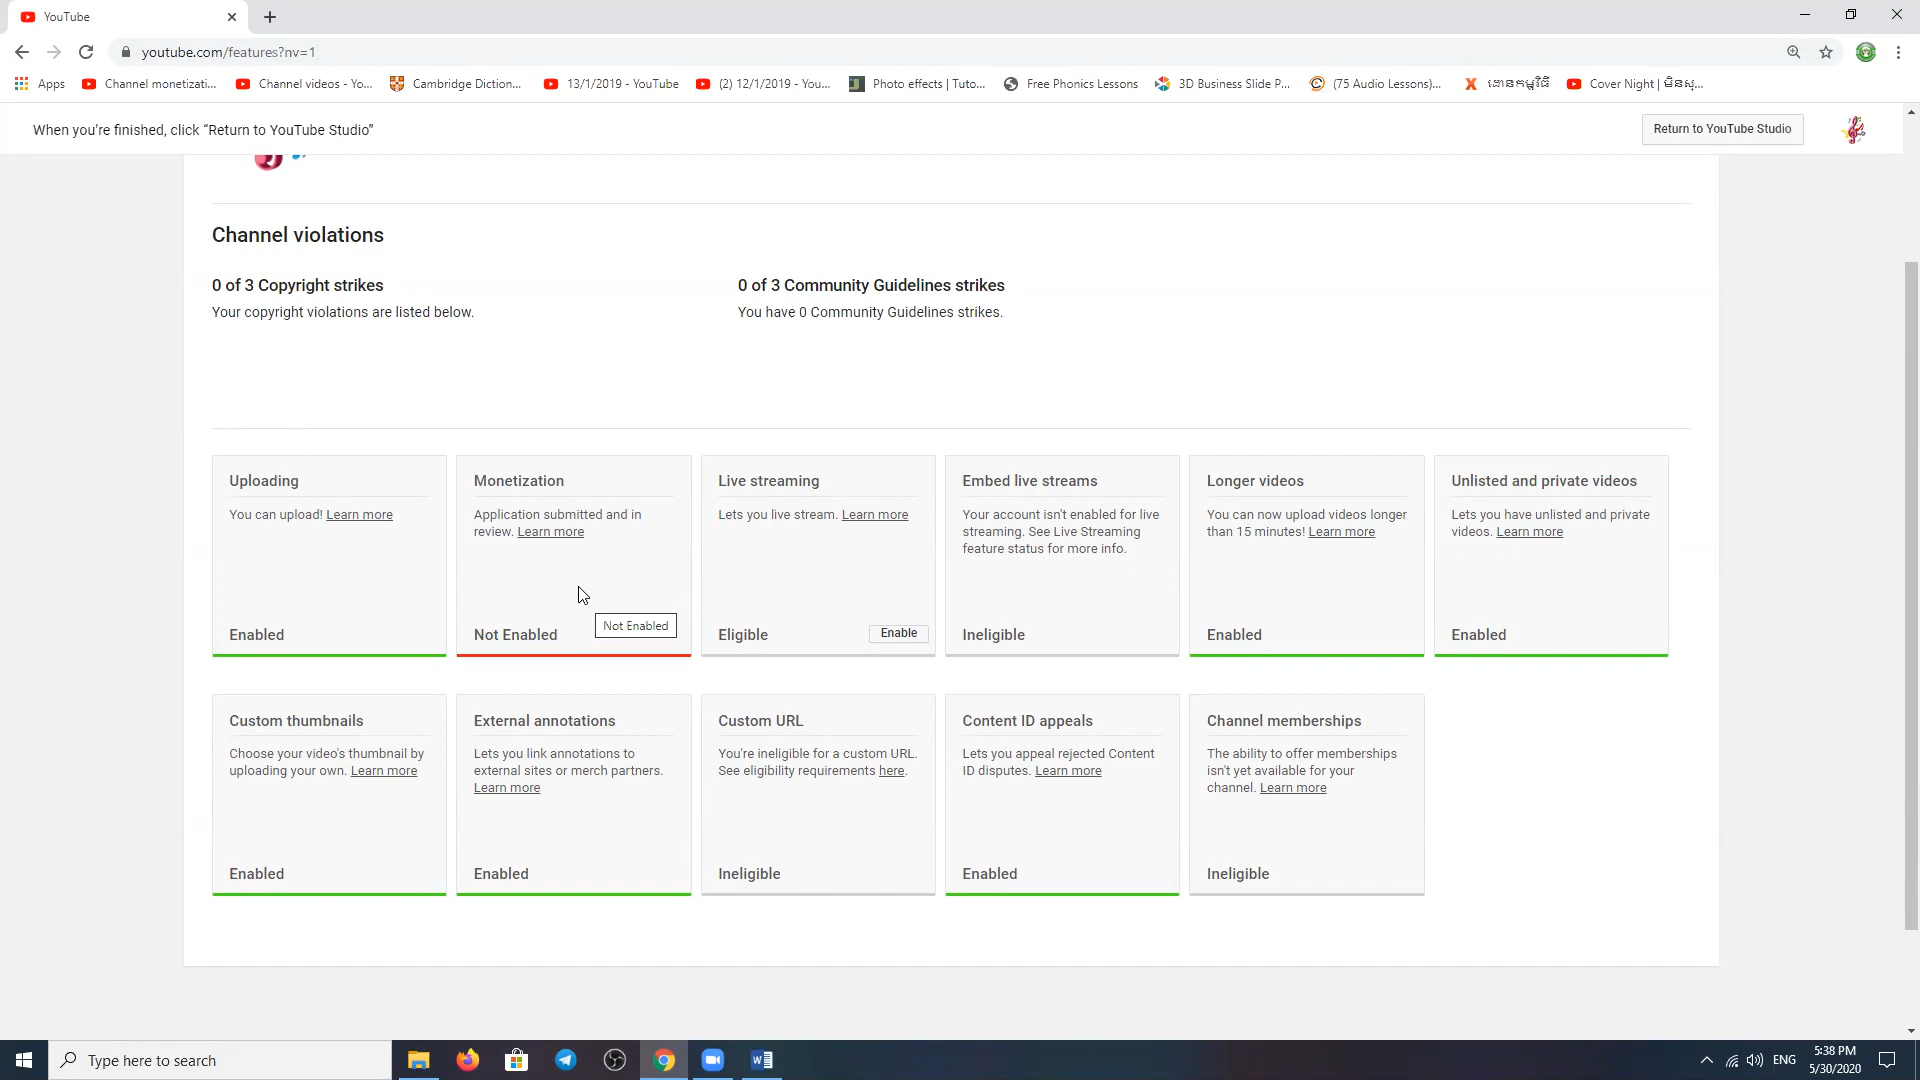 YouTube
youtube.com/features?nv=1
Apps
Channel monetizati...
Channel videos - Yo...
Cambridge Diction...
13/1/2019 - YouTube
(2) 12/1/2019 - You...
Photo effects | Tuto...
Free Phonics Lessons
3D Business Slide P...
(75 Audio Lessons)...
ដោនកម្មវិធី
Cover Night | មិនសូ...
When you're finished, click “Return to YouTube Studio”
Return to YouTube Studio
Channel violations
0 of 3 Copyright strikes
Your copyright violations are listed below.
0 of 3 Community Guidelines strikes
You have 0 Community Guidelines strikes.
Uploading
You can upload! Learn more
Enabled
Monetization
Application submitted and in
review. Learn more
Not Enabled
Not Enabled
Live streaming
Lets you live stream. Learn more
Eligible
Enable
Embed live streams
Your account isn't enabled for live
streaming. See Live Streaming
feature status for more info.
Ineligible
Longer videos
You can now upload videos longer
than 15 minutes! Learn more
Enabled
Unlisted and private videos
Lets you have unlisted and private
videos. Learn more
Enabled
Custom thumbnails
Choose your video's thumbnail by
uploading your own. Learn more
Enabled
External annotations
Lets you link annotations to
external sites or merch partners.
Learn more
Enabled
Custom URL
You're ineligible for a custom URL.
See eligibility requirements here.
Ineligible
Content ID appeals
Lets you appeal rejected Content
ID disputes. Learn more
Enabled
Channel memberships
The ability to offer memberships
isn't yet available for your
channel. Learn more
Ineligible
Type here to search
ENG
5:38 PM
5/30/2020